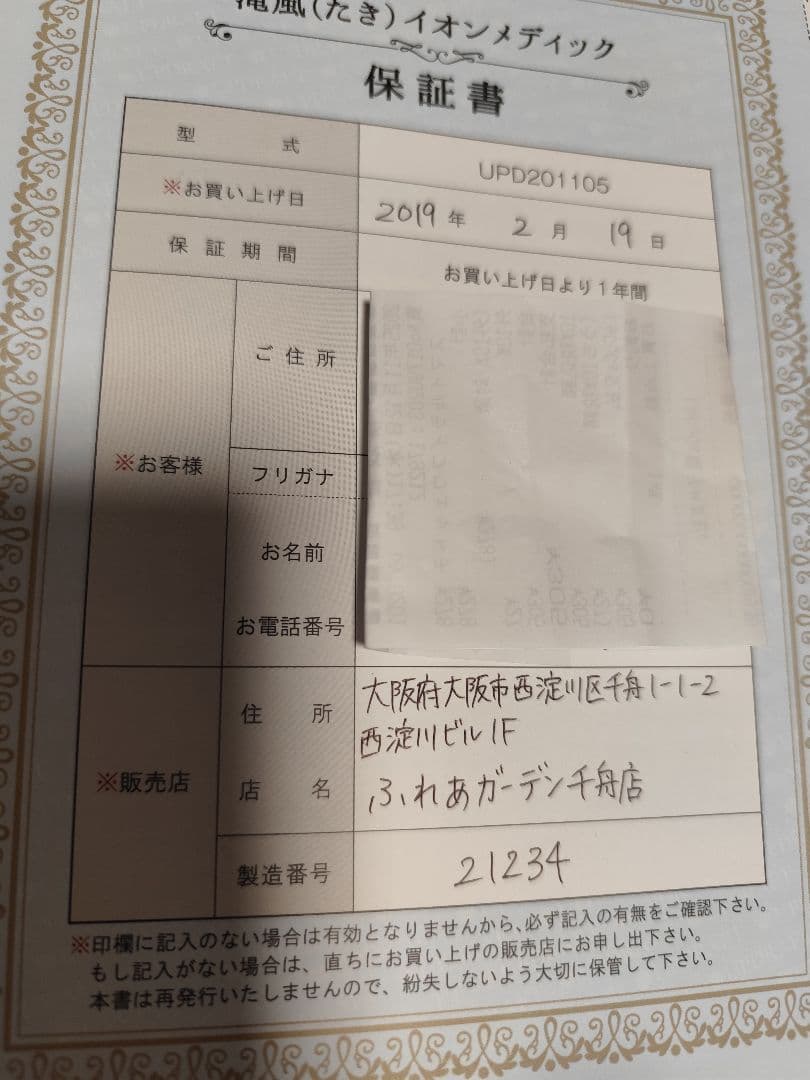 滝風(たき)イオンメディック
保証書
型式 UPD201105
※お買い上げ日 2019年 2月 19日
保証期間 お買い上げ日より1年間
※お客様
ご住所
フリガナ
お名前
お電話番号
※販売店
住所 大阪府大阪市西淀川区千舟1-1-2
西淀川ビル1F
店名 ふれあガーデン千舟店
製造番号 21234
※印欄に記入のない場合は有効となりませんから、必ず記入の有無をご確認下さい。
もし記入がない場合は、直ちにお買い上げの販売店にお申し出下さい。
本書は再発行いたしませんので、紛失しないよう大切に保管して下さい。